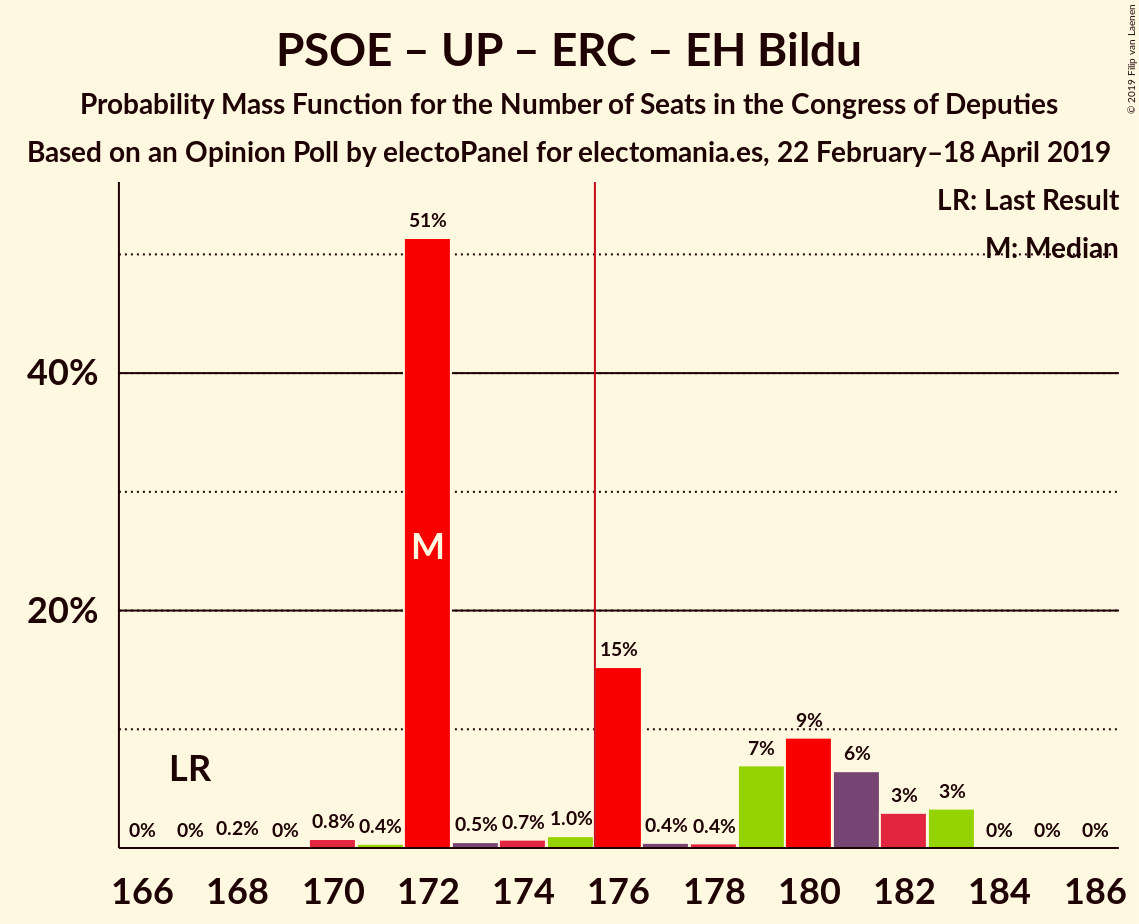 PSOE – UP – ERC – EH Bildu
Probability Mass Function for the Number of Seats in the Congress of Deputies
Based on an Opinion Poll by electoPanel for electomania.es, 22 February–18 April 2019
© 2019 Filip van Laenen
LR: Last Result
M: Median
40%
20%
LR
M
0%
0%
0.2%
0%
0.8%
0.4%
51%
0.5%
0.7%
1.0%
15%
0.4%
0.4%
7%
9%
6%
3%
3%
0%
0%
0%
166 168 170 172 174 176 178 180 182 184 186